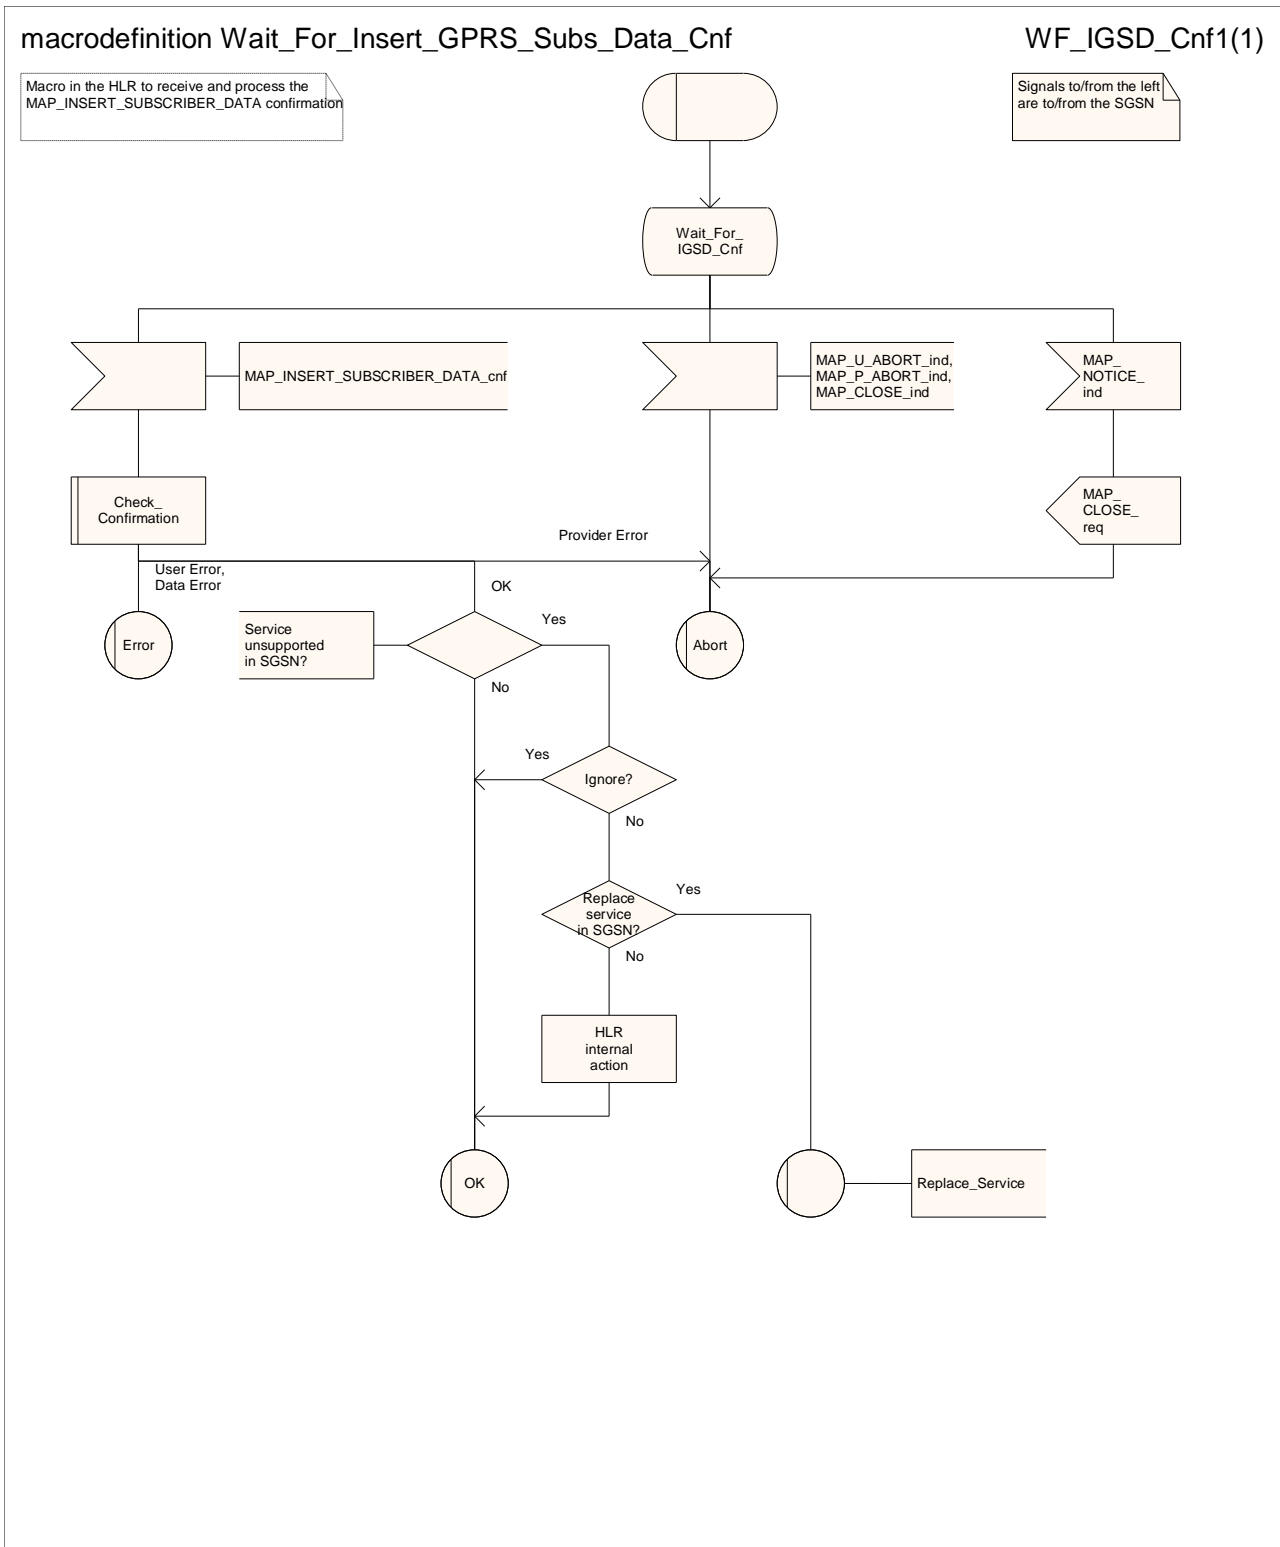 macrodefinition Wait_For_Insert_GPRS_Subs_Data_Cnf
WF_IGSD_Cnf1(1)
Macro in the HLR to receive and process the
MAP_INSERT_SUBSCRIBER_DATA confirmation
Signals to/from the left
are to/from the SGSN
Wait_For_
IGSD_Cnf
MAP_INSERT_SUBSCRIBER_DATA_cnf
MAP_U_ABORT_ind,
MAP_P_ABORT_ind,
MAP_CLOSE_ind
MAP_
NOTICE_
ind
Check_
Confirmation
MAP_
CLOSE_
req
Provider Error
User Error,
Data Error
OK
Error
Service
unsupported
in SGSN?
Yes
No
Abort
Yes
Ignore?
No
Replace
service
in SGSN?
Yes
No
HLR
internal
action
OK
Replace_Service